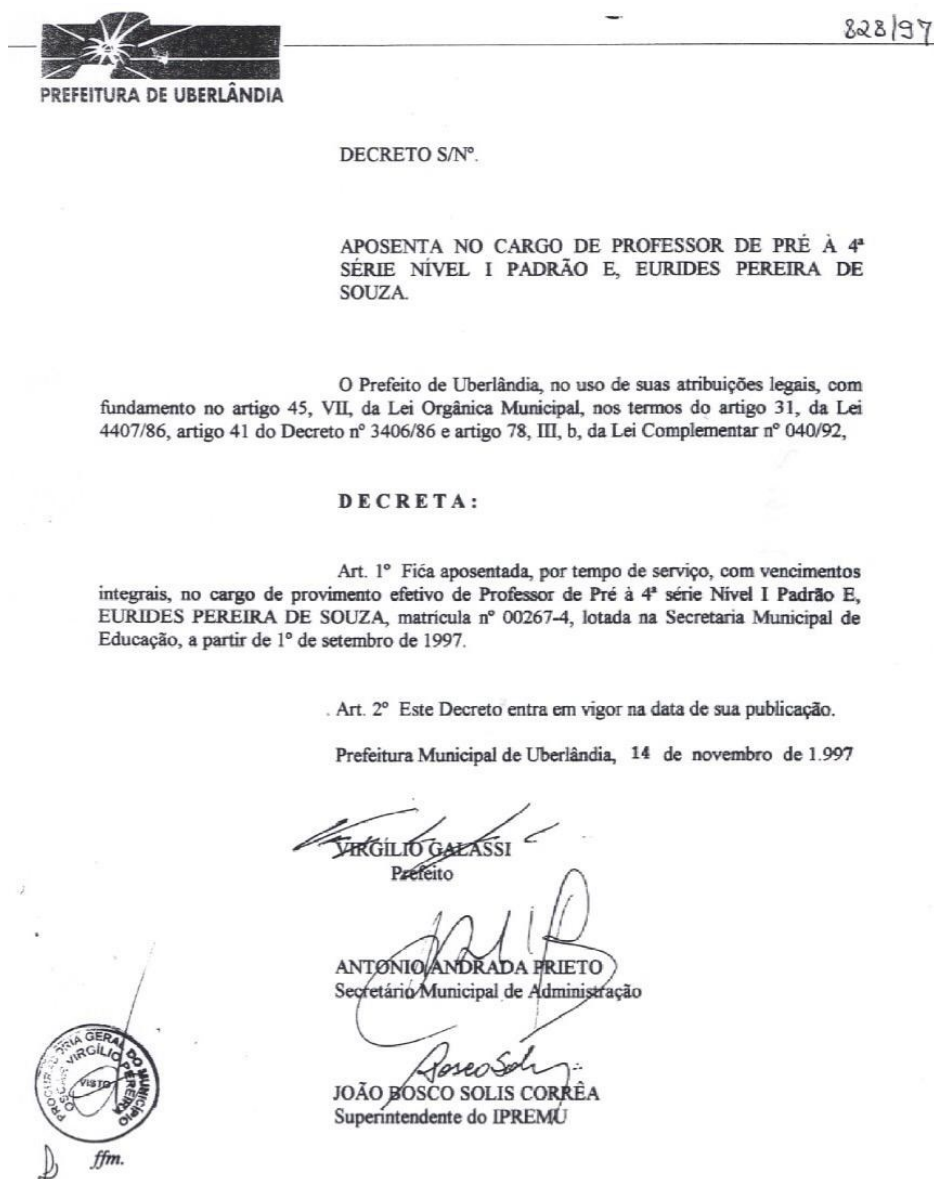 828/97
PREFEITURA DE UBERLÂNDIA
DECRETO S/Nº.
APOSENTA NO CARGO DE PROFESSOR DE PRÉ À 4ª
SÉRIE NÍVEL I PADRÃO E, EURIDES PEREIRA DE
SOUZA.
O Prefeito de Uberlândia, no uso de suas atribuições legais, com
fundamento no artigo 45, VII, da Lei Orgânica Municipal, nos termos do artigo 31, da Lei
4407/86, artigo 41 do Decreto nº 3406/86 e artigo 78, III, b, da Lei Complementar nº 040/92,
D E C R E T A :
Art. 1º Fica aposentada, por tempo de serviço, com vencimentos
integrais, no cargo de provimento efetivo de Professor de Pré à 4ª série Nível I Padrão E,
EURIDES PEREIRA DE SOUZA, matrícula nº 00267-4, lotada na Secretaria Municipal de
Educação, a partir de 1º de setembro de 1997.
Art. 2º Este Decreto entra em vigor na data de sua publicação.
Prefeitura Municipal de Uberlândia, 14 de novembro de 1.997
VIRGÍLIO GALASSI
Prefeito
ANTONIO ANDRADA PRIETO
Secretário Municipal de Administração
João Bosco Solis CORRÊA
Superintendente do IPREMU
PROCURADORIA GERAL DO MUNICÍPIO
OSCAR VIRGÍLIO PEREIRA
VISTO
ffm.